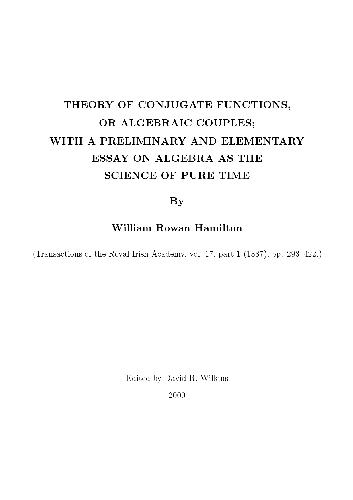 THEORY OF CONJUGATE FUNCTIONS,
OR ALGEBRAIC COUPLES;
WITH A PRELIMINARY AND ELEMENTARY
ESSAY ON ALGEBRA AS THE
SCIENCE OF PURE TIME
By
William Rowan Hamilton
(Transactions of the Royal Irish Academy, vol. 17, part 1 (1837), pp. 293–422.)
Edited by David R. Wilkins
2000